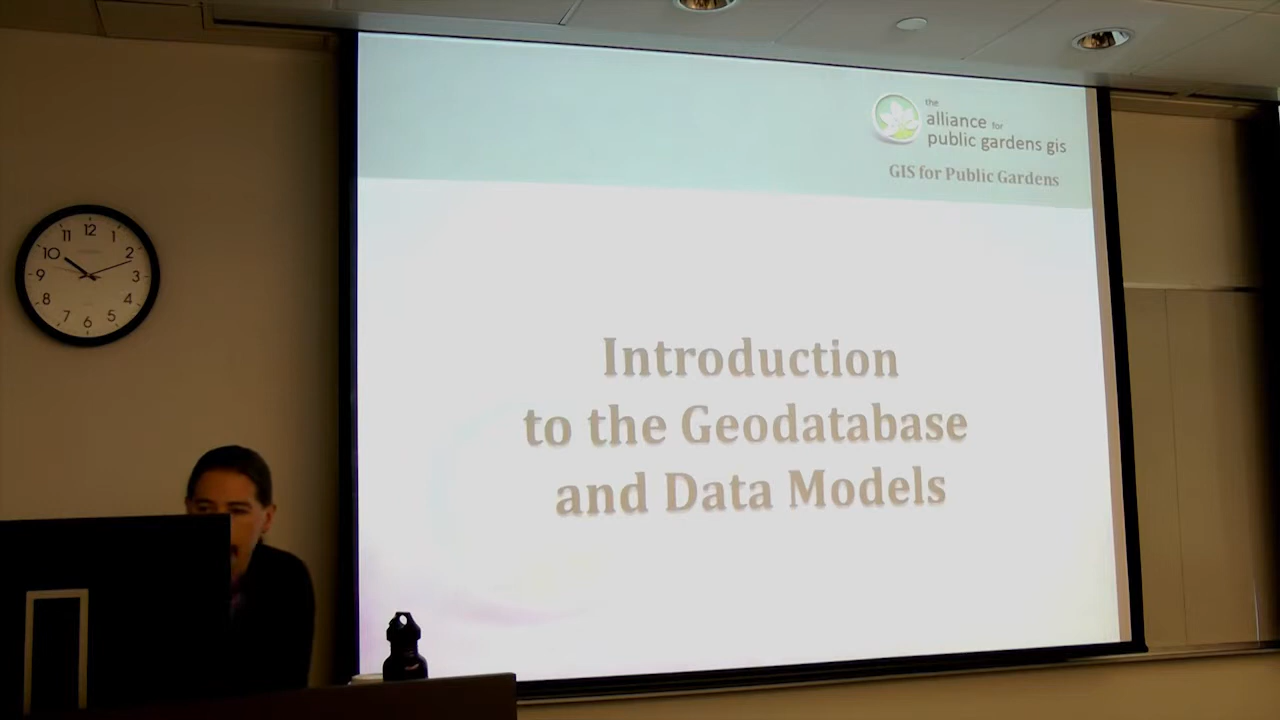 the
alliance for
public gardens gis
GIS for Public Gardens
Introduction
to the Geodatabase
and Data Models
12
11 1
10 2
9 3
8 4
7 5
6